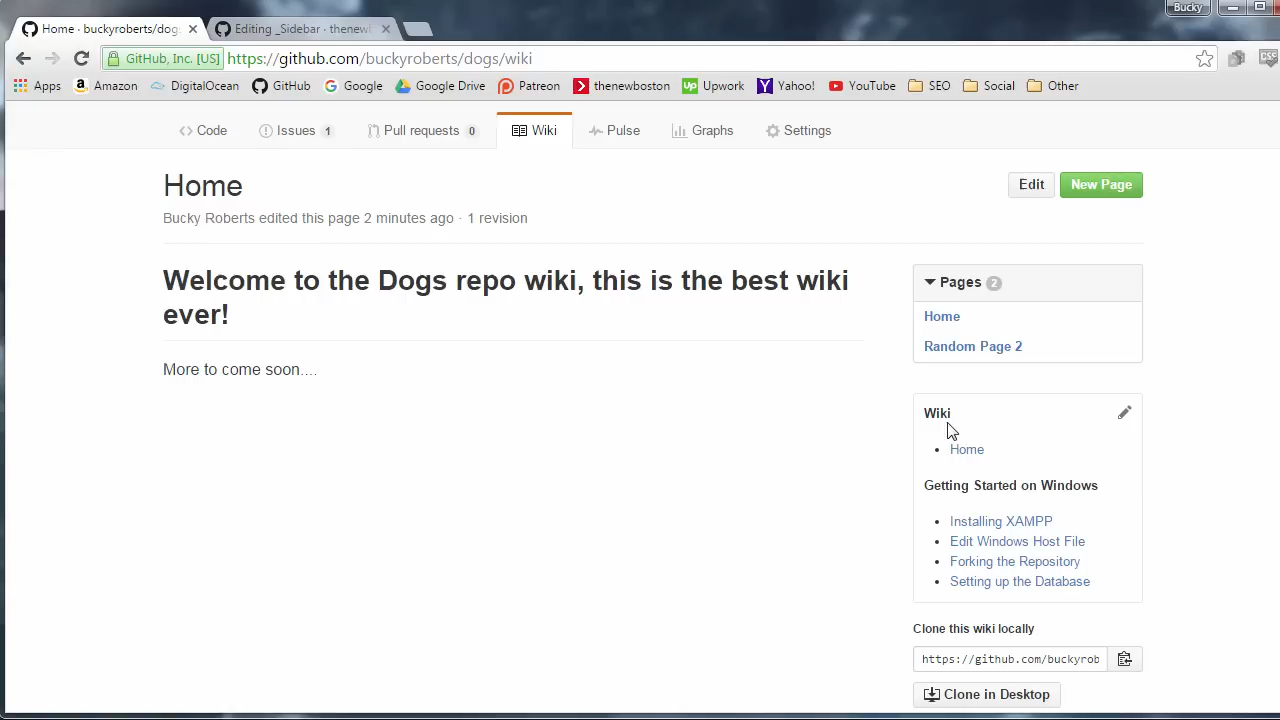 Bucky
Home · buckyroberts/dog
Editing _Sidebar · thenew
GitHub, Inc. [US]
https://github.com/buckyroberts/dogs/wiki
Apps
Amazon
DigitalOcean
GitHub
Google
Google Drive
Patreon
thenewboston
Up Upwork
Yahoo!
YouTube
SEO
Social
Other
Code
Issues 1
Pull requests 0
Wiki
Pulse
Graphs
Settings
Home
Edit
New Page
Bucky Roberts edited this page 2 minutes ago · 1 revision
Welcome to the Dogs repo wiki, this is the best wiki
ever!
More to come soon....
Pages 2
Home
Random Page 2
Wiki
Home
Getting Started on Windows
Installing XAMPP
Edit Windows Host File
Forking the Repository
Setting up the Database
Clone this wiki locally
https://github.com/buckyrob
Clone in Desktop